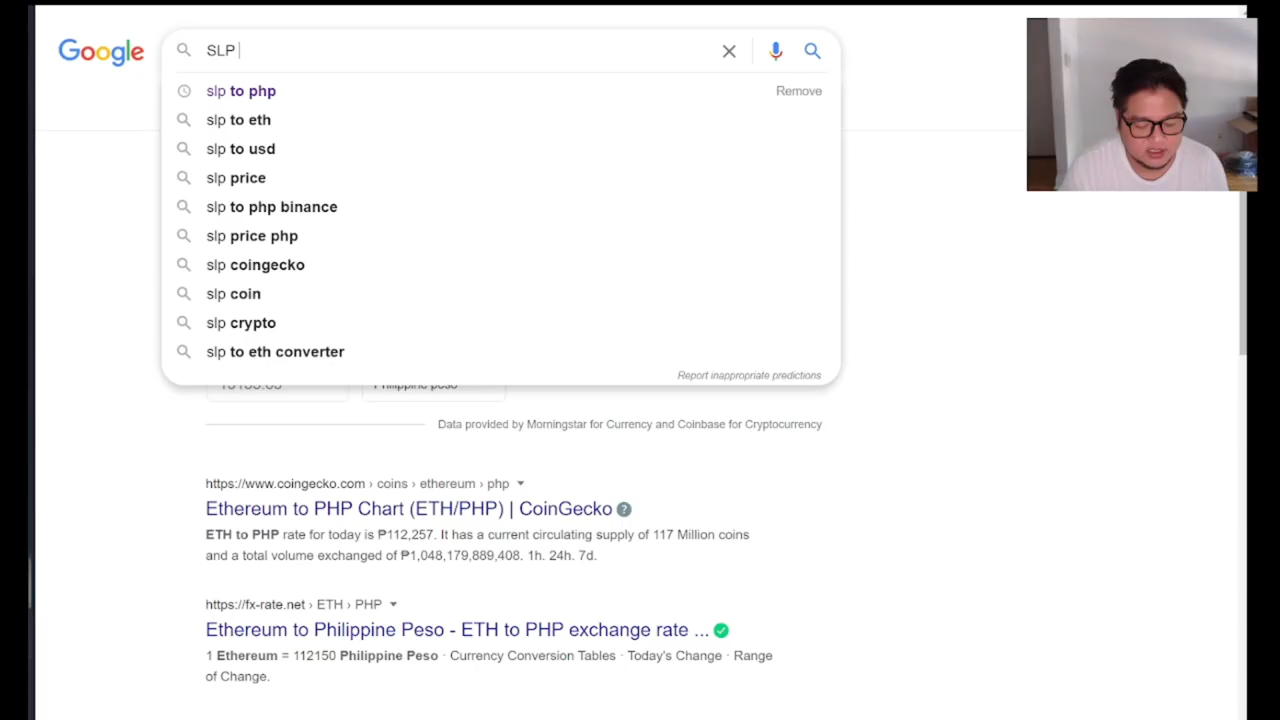 Google
SLP
slp to php
Remove
slp to eth
slp to usd
slp price
slp to php binance
slp price php
slp coingecko
slp coin
slp crypto
slp to eth converter
Report inappropriate predictions
Philippine peso
Data provided by Morningstar for Currency and Coinbase for Cryptocurrency
https://www.coingecko.com › coins › ethereum › php
Ethereum to PHP Chart (ETH/PHP) | CoinGecko
ETH to PHP rate for today is ₱112,257. It has a current circulating supply of 117 Million coins
and a total volume exchanged of ₱1,048,179,889,408. 1h. 24h. 7d.
https://fx-rate.net › ETH › PHP
Ethereum to Philippine Peso - ETH to PHP exchange rate ...
1 Ethereum = 112150 Philippine Peso · Currency Conversion Tables · Today's Change · Range
of Change.